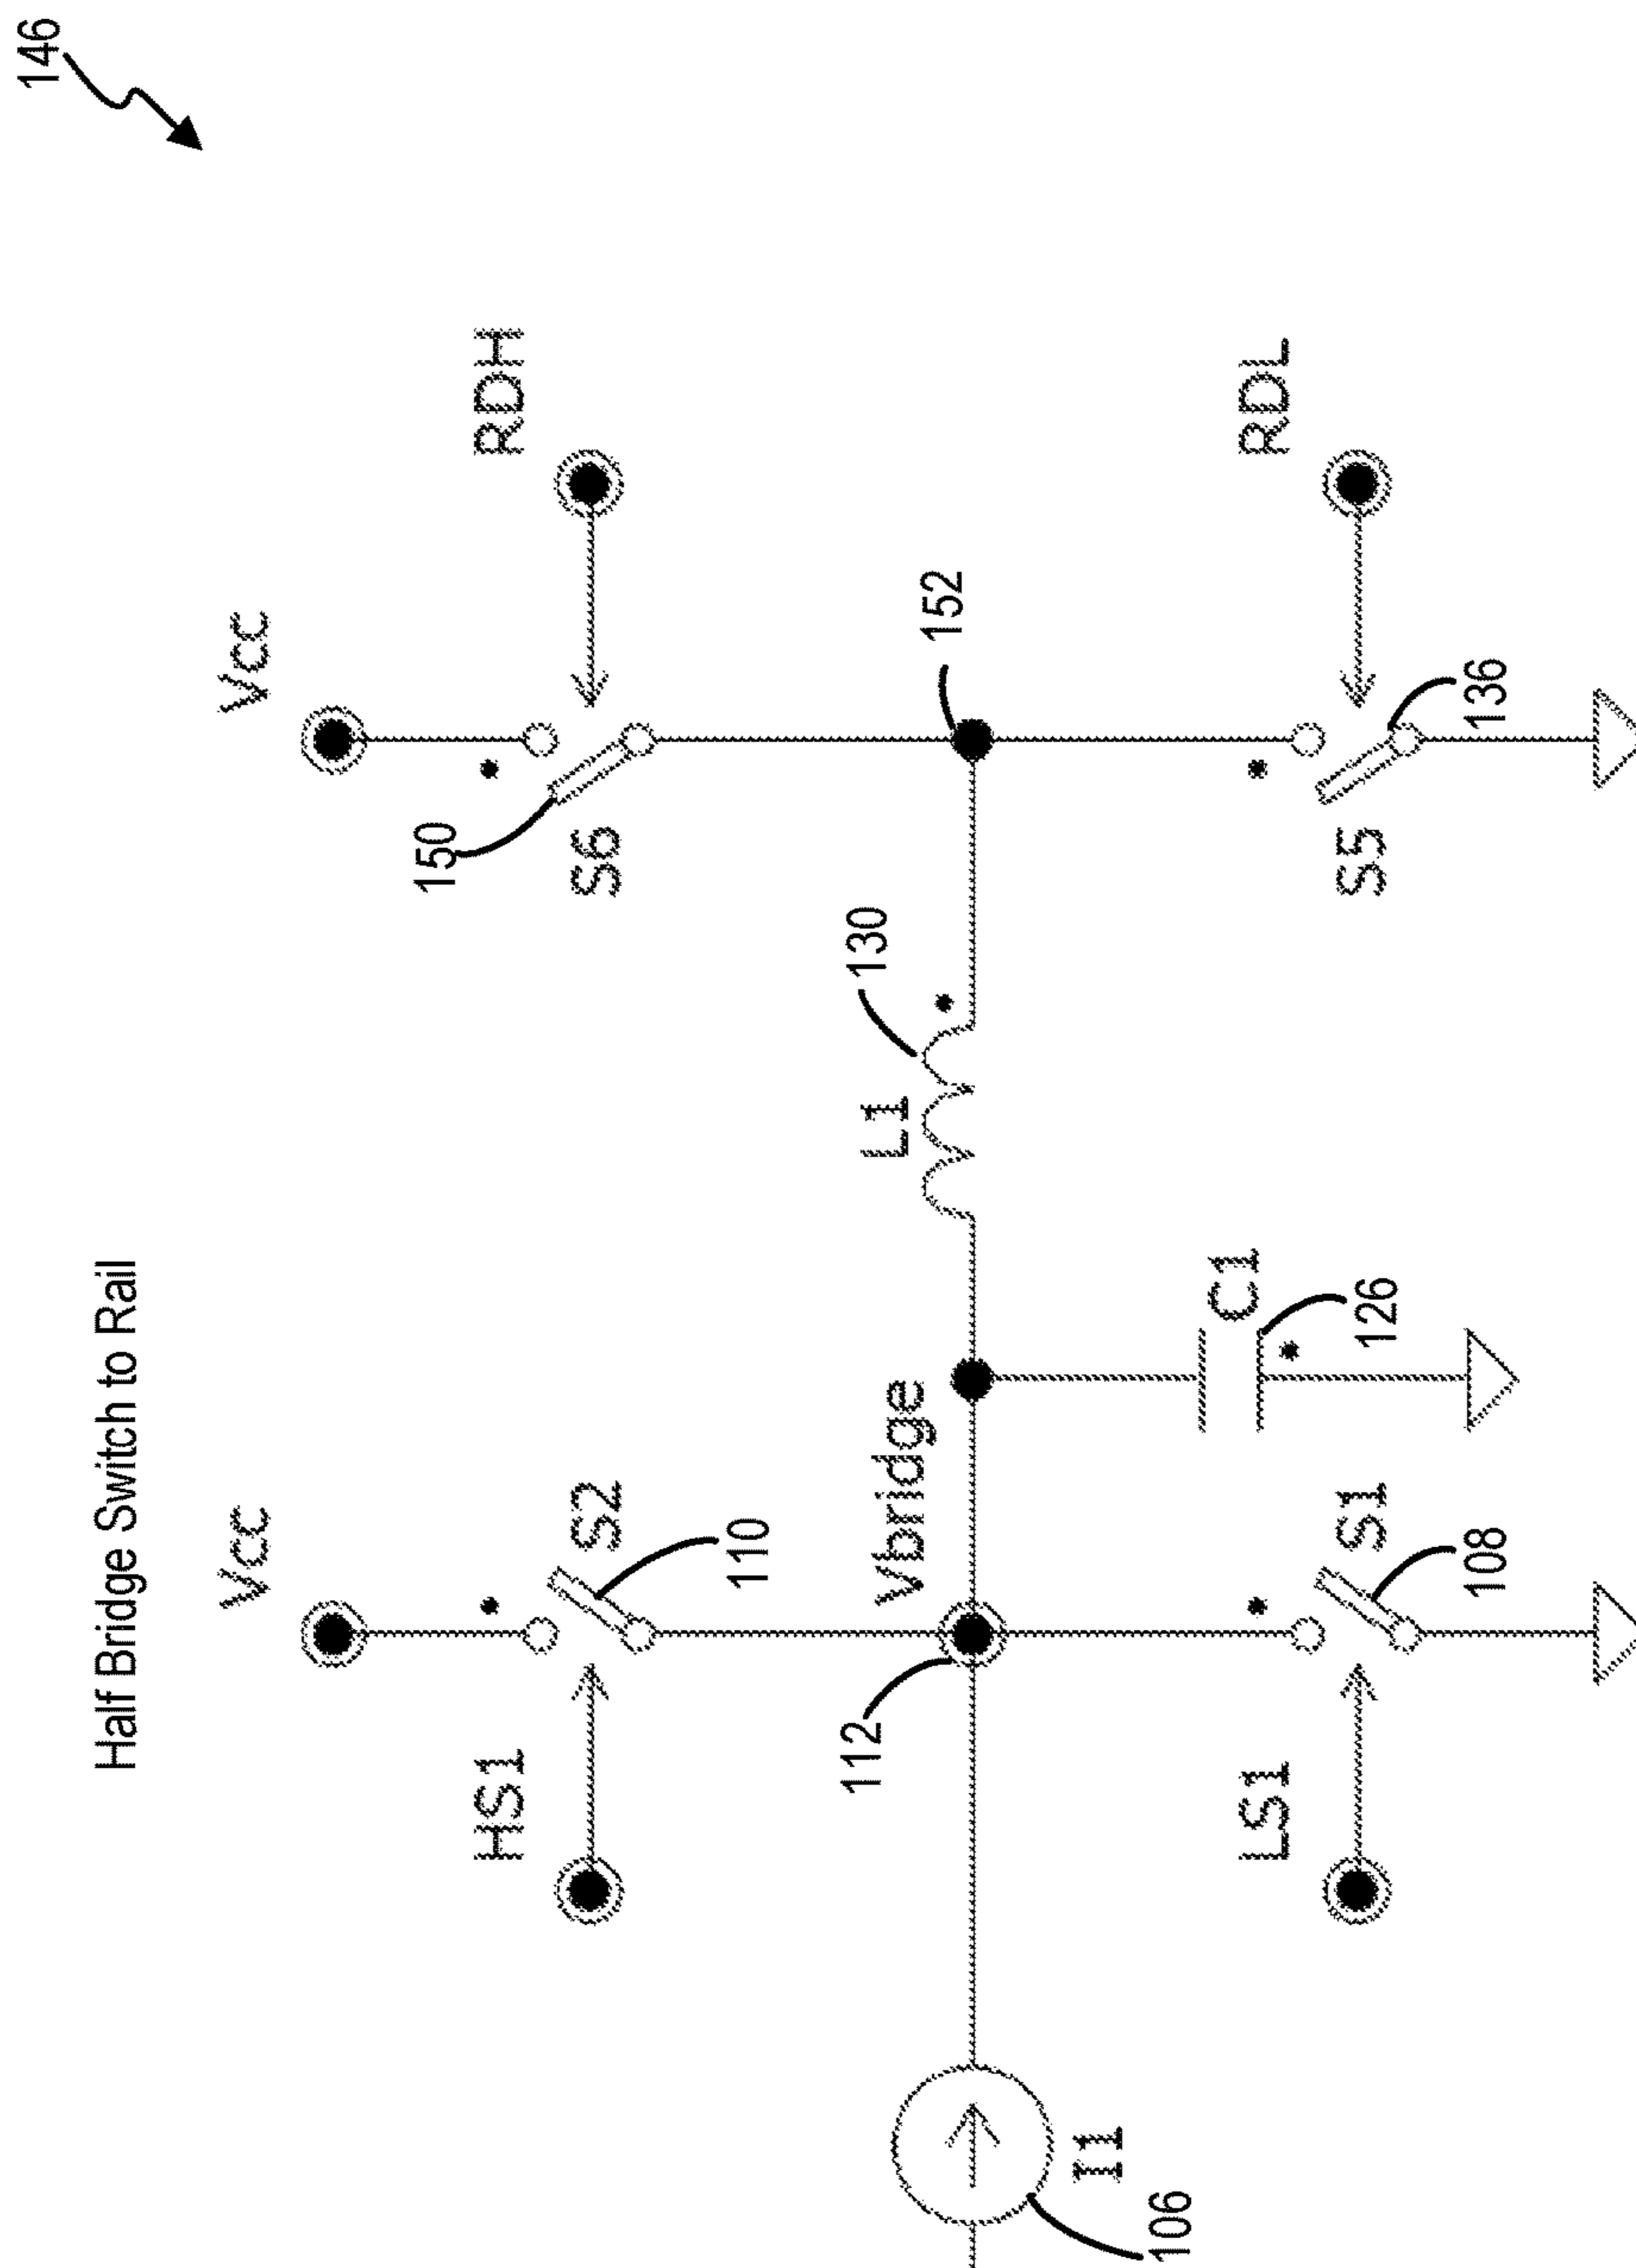 146
Half Bridge Switch to Rail
Vcc
Vcc
HS1
S2
110
150
S6
RDH
112
Vbridge
L1
130
152
I1
106
LS1
S1
108
C1
126
S5
136
RDL